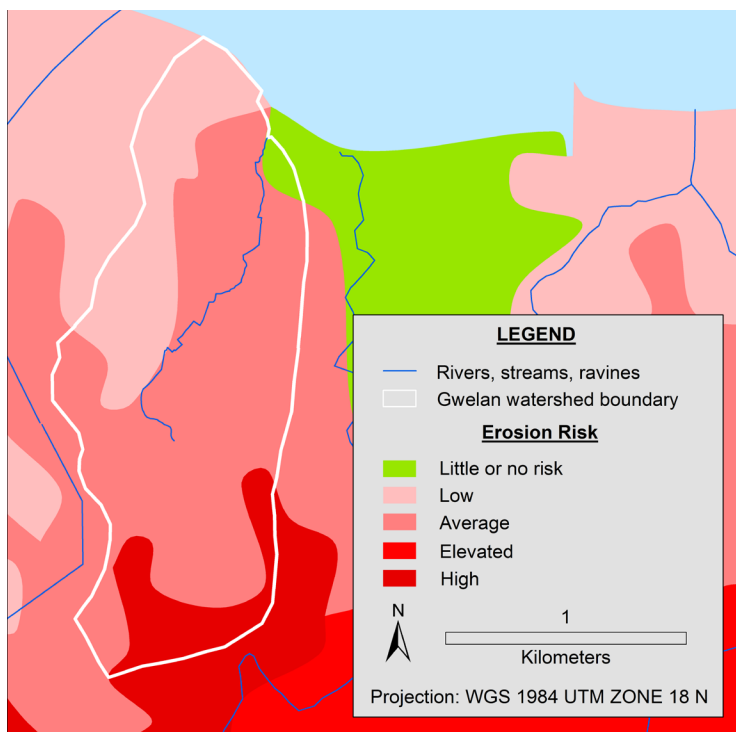 LEGEND
Rivers, streams, ravines
Gwelan watershed boundary
Erosion Risk
Little or no risk
Low
Average
Elevated
High
N
1
Kilometers
Projection: WGS 1984 UTM ZONE 18 N